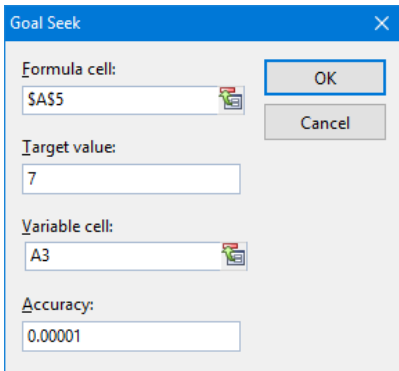 Goal Seek
Formula cell:
$A$5
OK
Cancel
Target value:
7
Variable cell:
A3
Accuracy:
0.00001